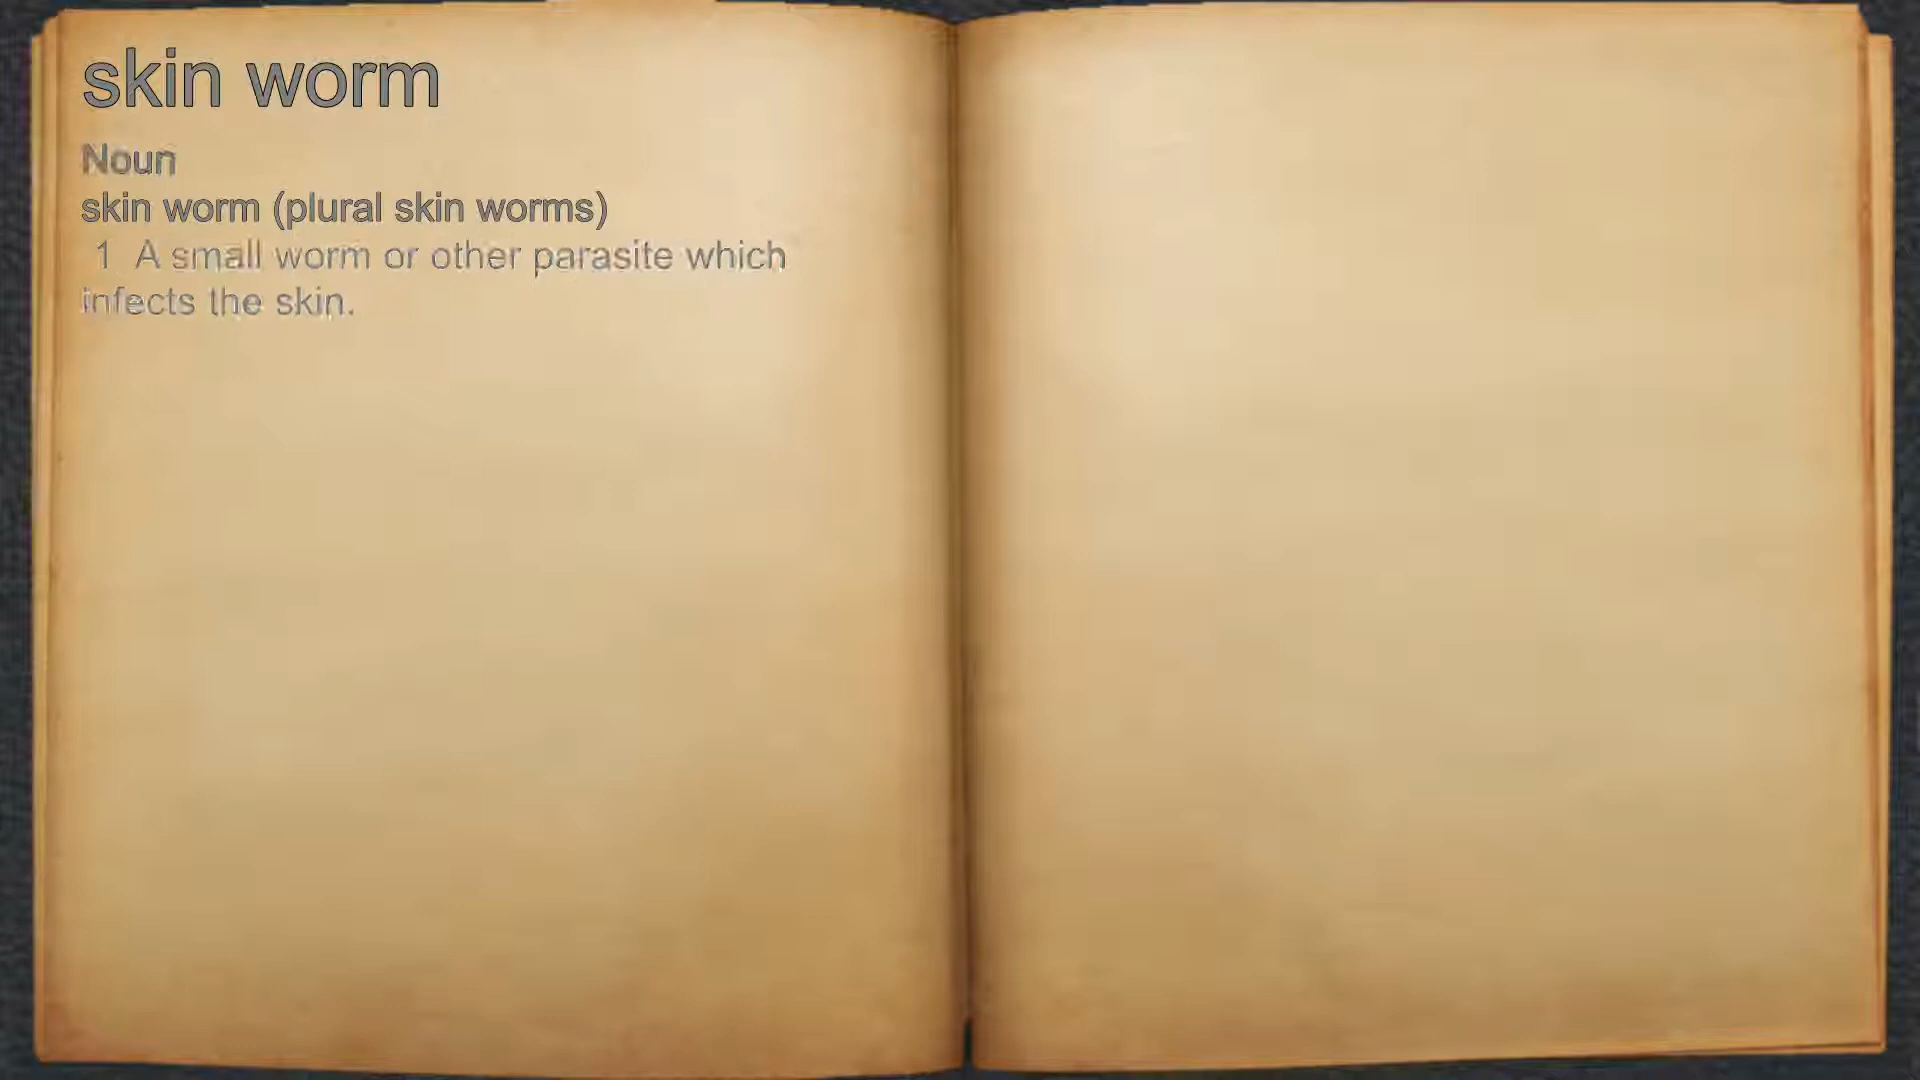 skin worm
Noun
skin worm (plural skin worms)
1 A small worm or other parasite which
infects the skin.